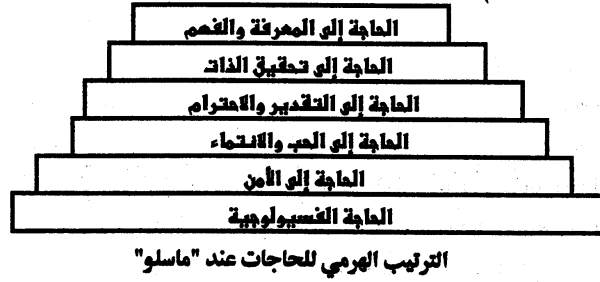 الحاجة إلى المعرفة والفهم
الحاجة إلى تحقيق الذات
الحاجة إلى التقدير والاحترام
الحاجة إلى الحب والانتماء
الحاجة إلى الأمن
الحاجة الفسيولوجية
الترتيب الهرمي للحاجات عند "ماسلو"